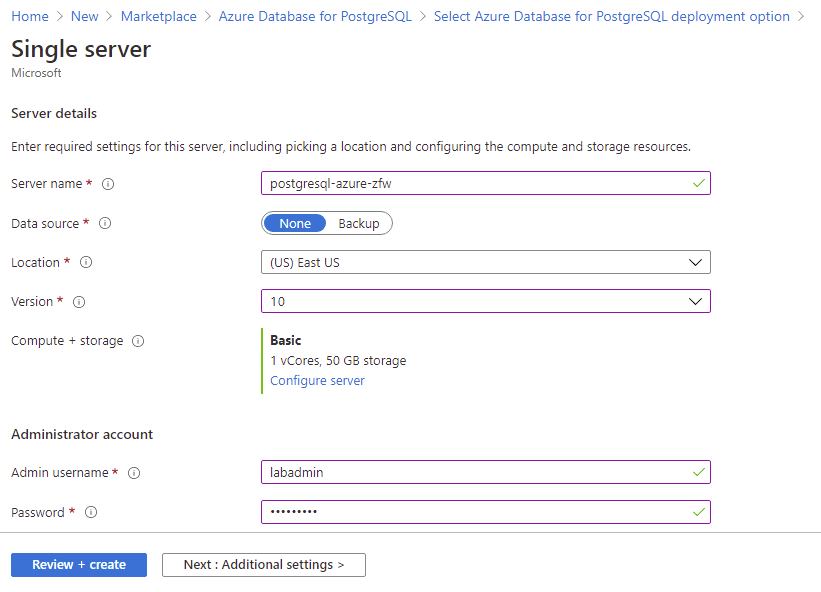 Home > New > Marketplace > Azure Database for PostgreSQL > Select Azure Database for PostgreSQL deployment option >
Single server
Microsoft
Server details
Enter required settings for this server, including picking a location and configuring the compute and storage resources.
Server name * postgresql-azure-zfw
Data source * None Backup
Location * (US) East US
Version * 10
Compute + storage Basic
1 vCores, 50 GB storage
Configure server
Administrator account
Admin username * labadmin
Password * •••••••••
Review + create Next : Additional settings >